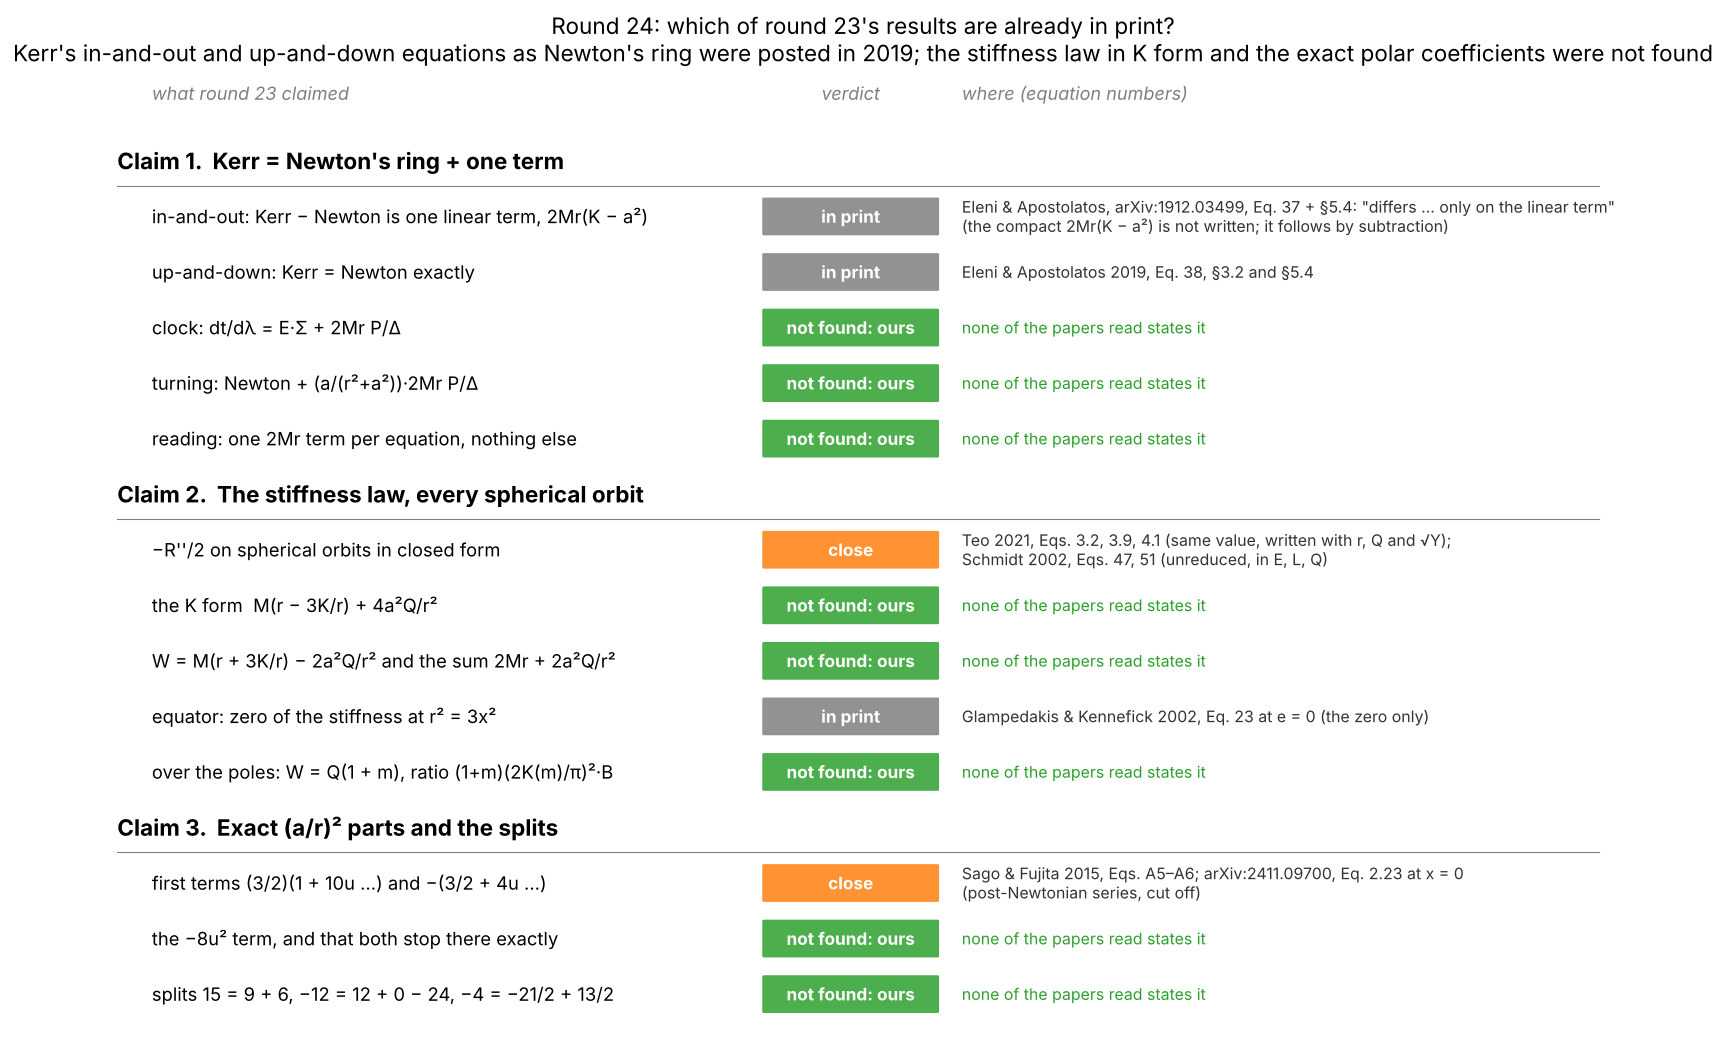 Round 24: which of round 23's results are already in print?
Kerr's in-and-out and up-and-down equations as Newton's ring were posted in 2019; the stiffness law in K form and the exact polar coefficients were not found
what round 23 claimed verdict where (equation numbers)
Claim 1. Kerr = Newton's ring + one term
in-and-out: Kerr − Newton is one linear term, 2Mr(K − a²)
in print
Eleni & Apostolatos, arXiv:1912.03499, Eq. 37 + §5.4: "differs ... only on the linear term"
(the compact 2Mr(K − a²) is not written; it follows by subtraction)
up-and-down: Kerr = Newton exactly in print Eleni & Apostolatos 2019, Eq. 38, §3.2 and §5.4
clock: dt/dλ = E·Σ + 2Mr P/Δ not found: ours none of the papers read states it
turning: Newton + (a/(r²+a²))·2Mr P/Δ not found: ours none of the papers read states it
reading: one 2Mr term per equation, nothing else not found: ours none of the papers read states it
Claim 2. The stiffness law, every spherical orbit
−R''/2 on spherical orbits in closed form
close
Teo 2021, Eqs. 3.2, 3.9, 4.1 (same value, written with r, Q and √Y);
Schmidt 2002, Eqs. 47, 51 (unreduced, in E, L, Q)
the K form M(r − 3K/r) + 4a²Q/r² not found: ours none of the papers read states it
W = M(r + 3K/r) − 2a²Q/r² and the sum 2Mr + 2a²Q/r² not found: ours none of the papers read states it
equator: zero of the stiffness at r² = 3x² in print Glampedakis & Kennefick 2002, Eq. 23 at e = 0 (the zero only)
over the poles: W = Q(1 + m), ratio (1+m)(2K(m)/π)²·B not found: ours none of the papers read states it
Claim 3. Exact (a/r)² parts and the splits
first terms (3/2)(1 + 10u ...) and −(3/2 + 4u ...)
close
Sago & Fujita 2015, Eqs. A5–A6; arXiv:2411.09700, Eq. 2.23 at x = 0
(post-Newtonian series, cut off)
the −8u² term, and that both stop there exactly not found: ours none of the papers read states it
splits 15 = 9 + 6, −12 = 12 + 0 − 24, −4 = −21/2 + 13/2 not found: ours none of the papers read states it